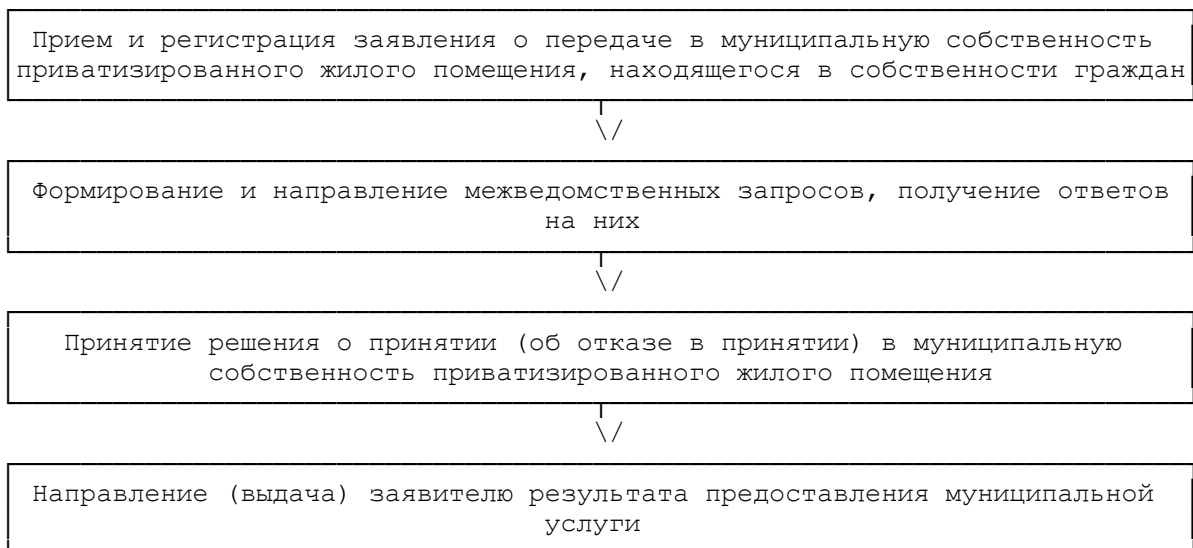 Прием и регистрация заявления о передаче в муниципальную собственность
приватизированного жилого помещения, находящегося в собственности граждан
\/
Формирование и направление межведомственных запросов, получение ответов
на них
\/
Принятие решения о принятии (об отказе в принятии) в муниципальную
собственность приватизированного жилого помещения
\/
Направление (выдача) заявителю результата предоставления муниципальной
услуги